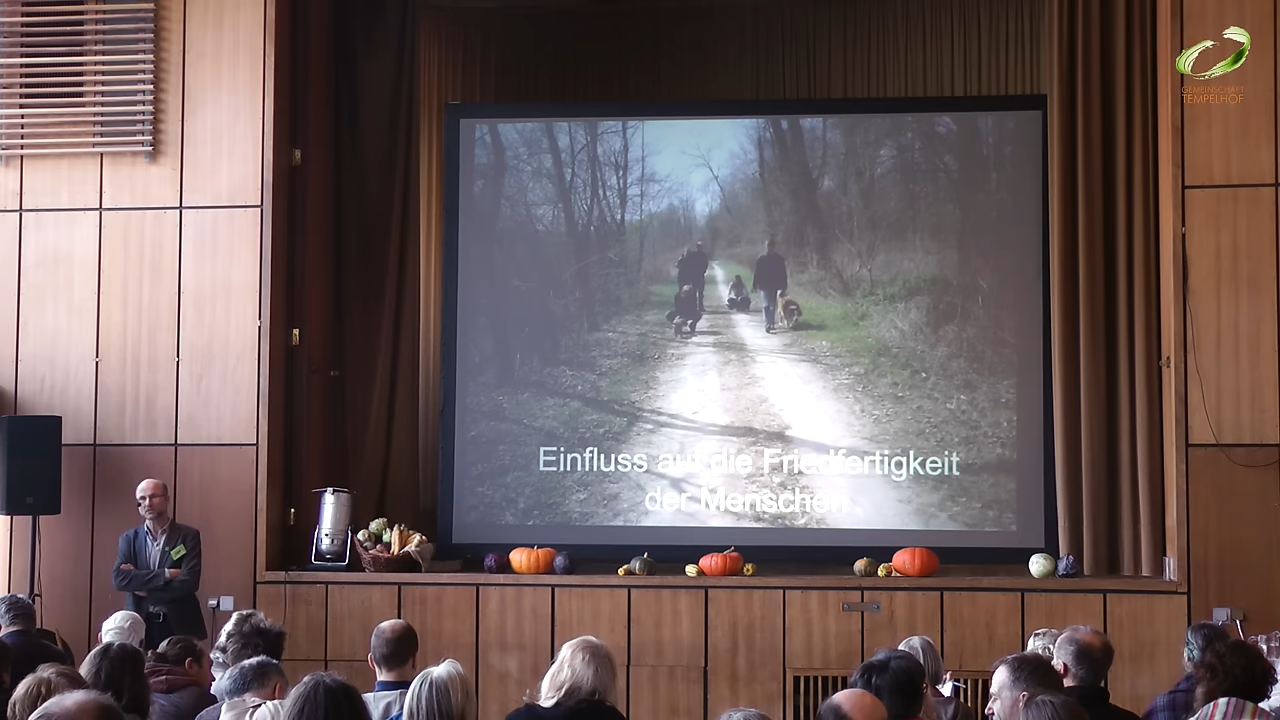 GEMEINSCHAFT
TEMPELHOF
Einfluss auf die Friedfertigkeit
der Menschen